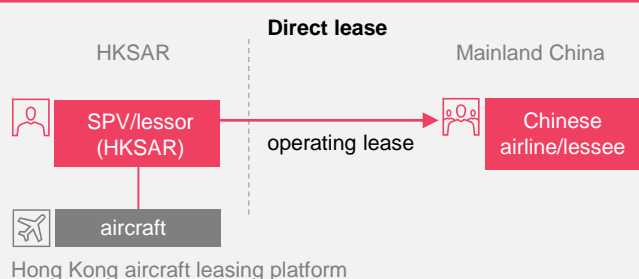 Direct lease
HKSAR
Mainland China
SPV/lessor
(HKSAR)
operating lease
Chinese
airline/lessee
aircraft
Hong Kong aircraft leasing platform